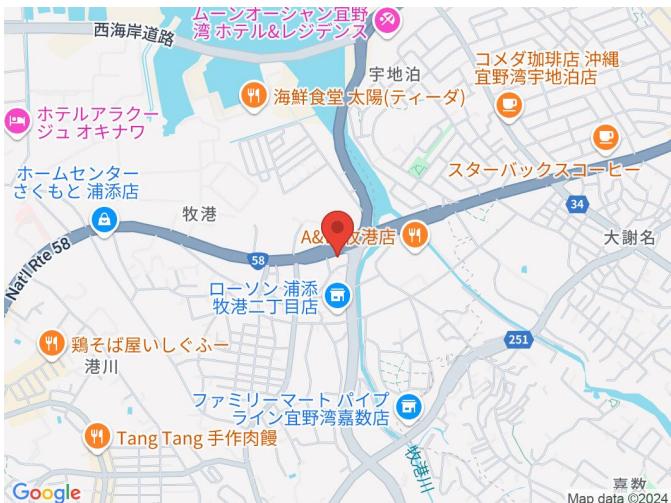 ムーンオーシャン宜野
湾 ホテル&レジデンス
西海岸道路
宇地泊
コメダ珈琲店 沖縄
宜野湾宇地泊店
海鮮食堂 太陽(ティーダ)
ホテルアラクー
ジュ オキナワ
スターバックスコーヒー
ホームセンター
さくもと 浦添店
牧港
34
大謝名
A&
牧港店
58
Nat'l Rte 58
ローソン 浦添
牧港二丁目店
251
鶏そば屋いしぐふー
港川
ファミリーマート パイプ
ライン宜野湾嘉数店
Tang Tang 手作肉饅
牧港川
嘉数
Google
Map data ©2024